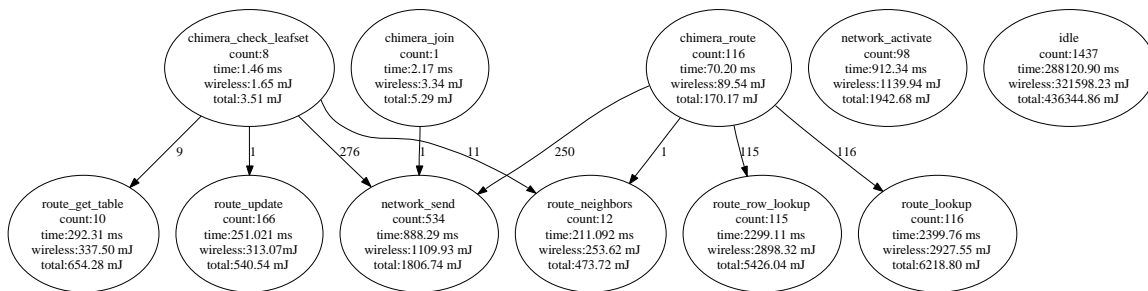 chimera_check_leafset
count:8
time:1.46 ms
wireless:1.65 mJ
total:3.51 mJ
chimera_join
count:1
time:2.17 ms
wireless:3.34 mJ
total:5.29 mJ
chimera_route
count:116
time:70.20 ms
wireless:89.54 mJ
total:170.17 mJ
network_activate
count:98
time:912.34 ms
wireless:1139.94 mJ
total:1942.68 mJ
idle
count:1437
time:288120.90 ms
wireless:321598.23 mJ
total:436344.86 mJ
9
1
276
1
11
250
1
115
116
route_get_table
count:10
time:292.31 ms
wireless:337.50 mJ
total:654.28 mJ
route_update
count:166
time:251.021 ms
wireless:313.07mJ
total:540.54 mJ
network_send
count:534
time:888.29 ms
wireless:1109.93 mJ
total:1806.74 mJ
route_neighbors
count:12
time:211.092 ms
wireless:253.62 mJ
total:473.72 mJ
route_row_lookup
count:115
time:2299.11 ms
wireless:2898.32 mJ
total:5426.04 mJ
route_lookup
count:116
time:2399.76 ms
wireless:2927.55 mJ
total:6218.80 mJ